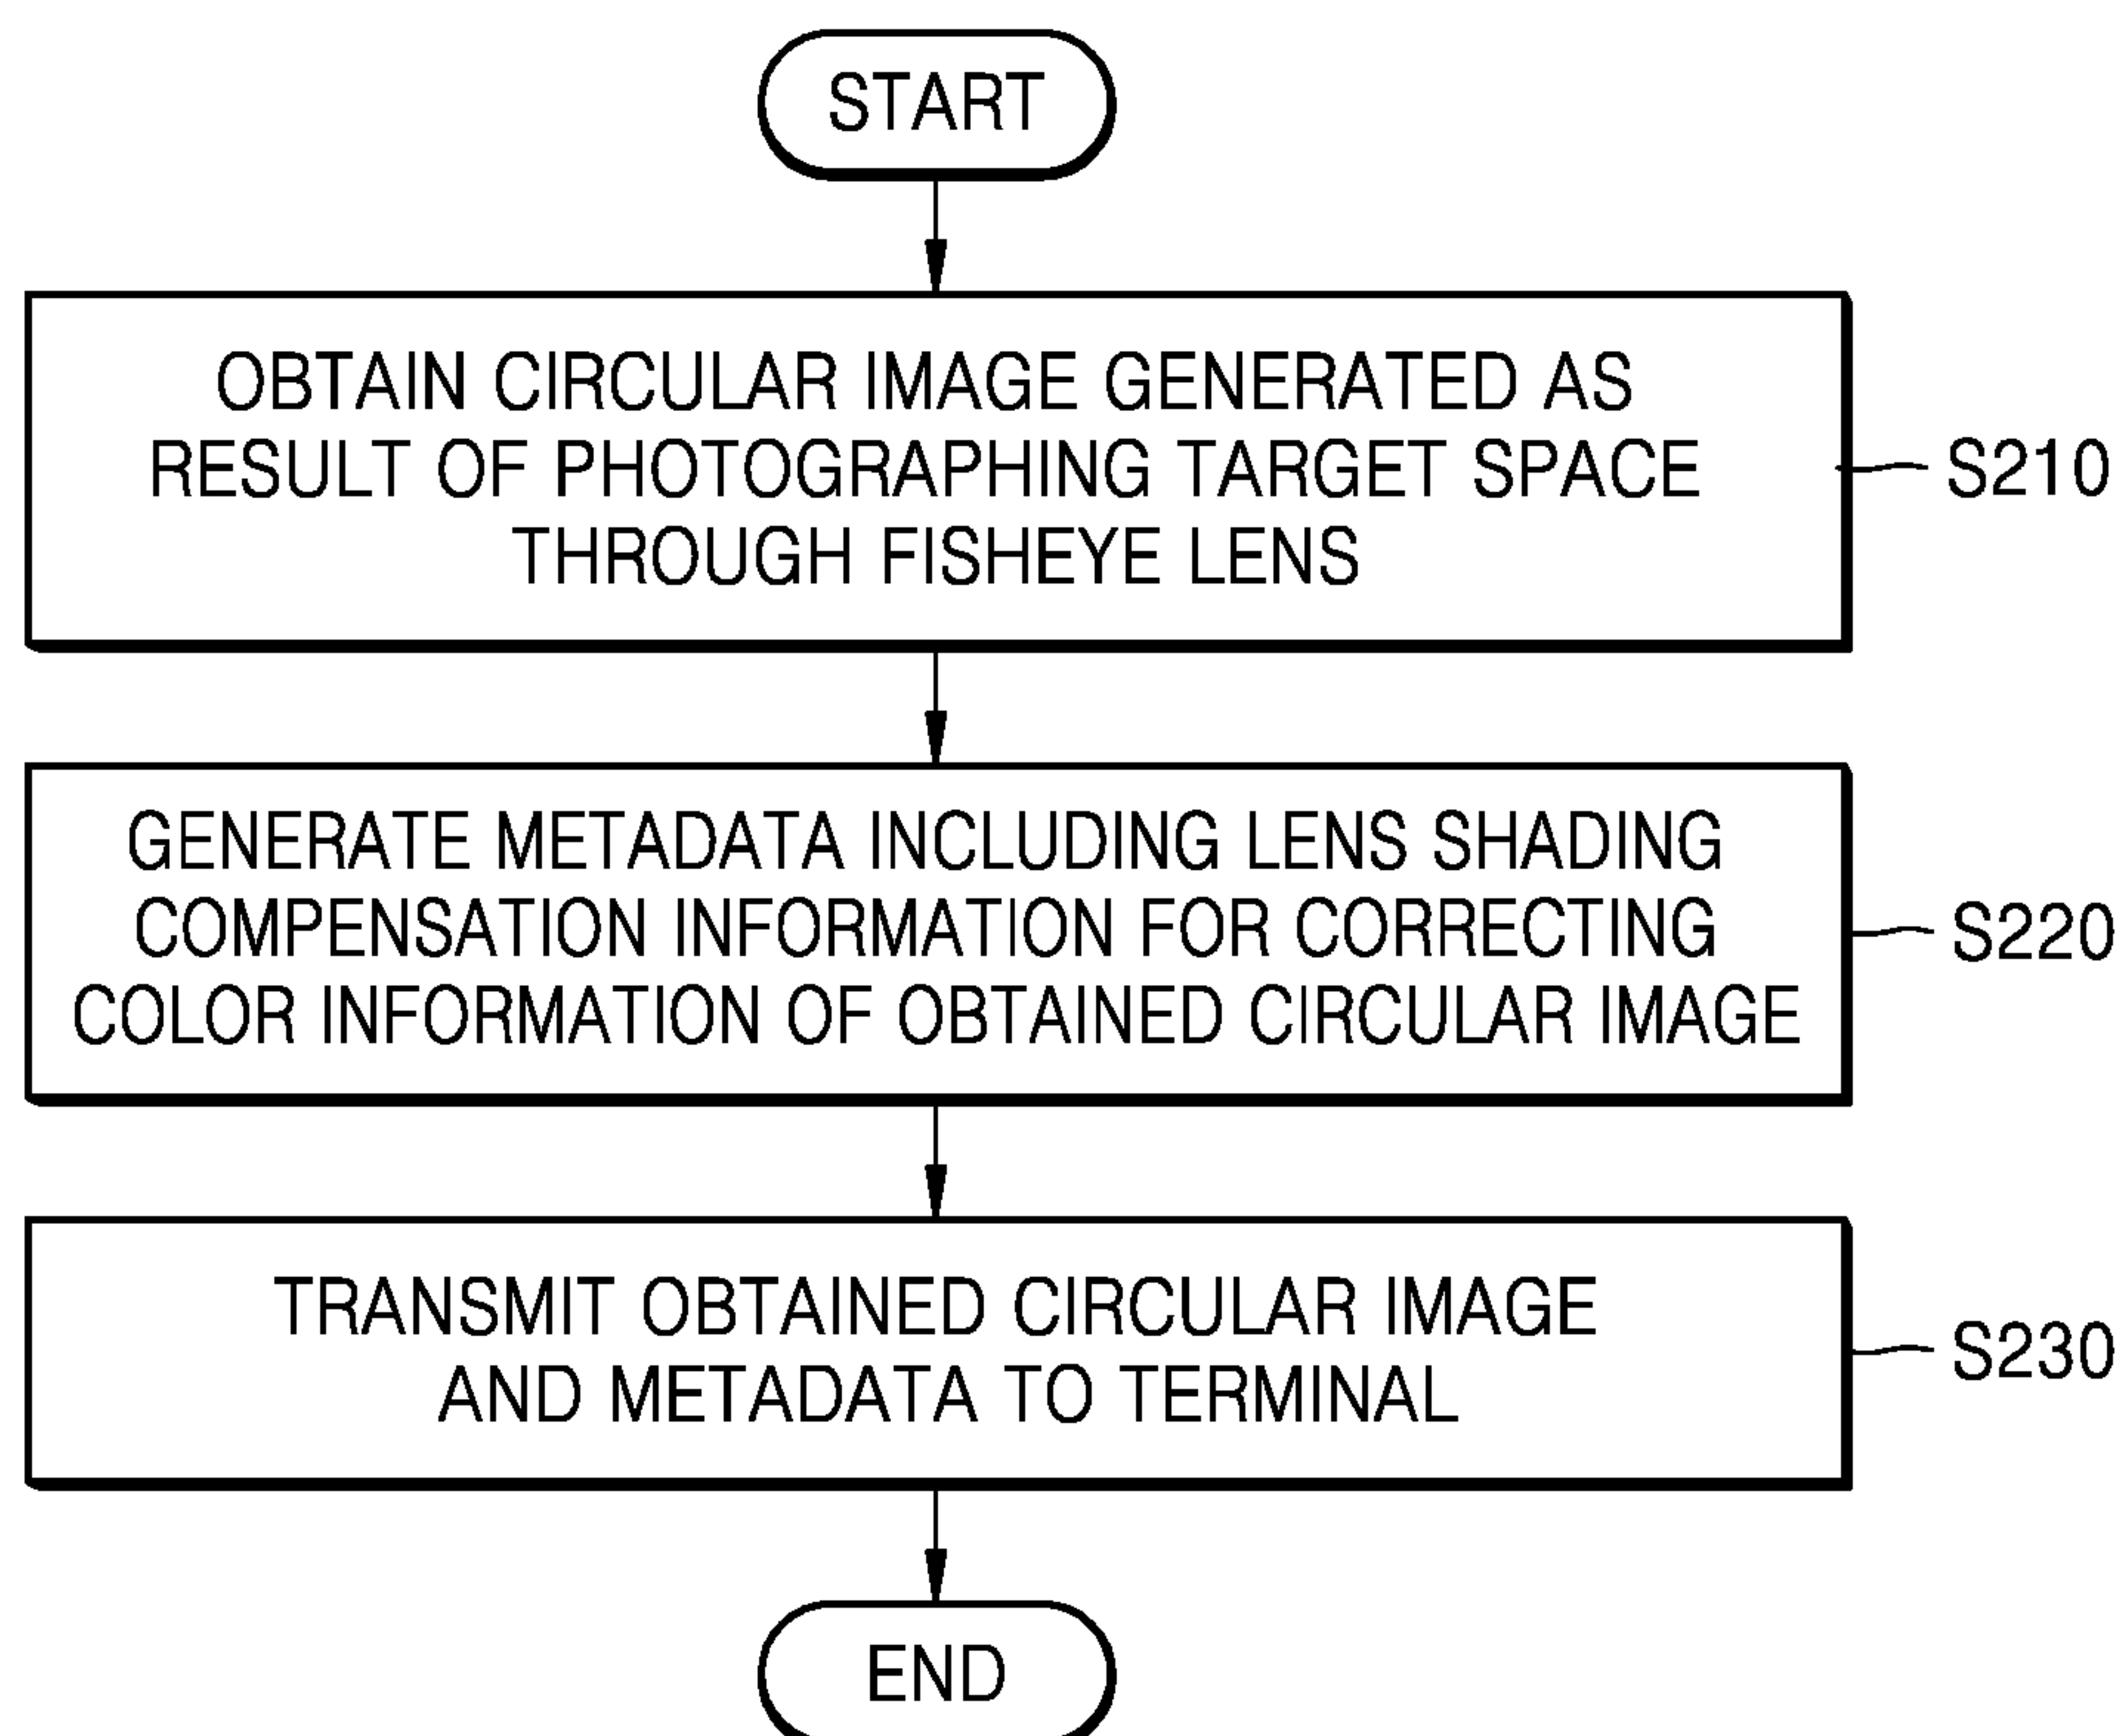 START
OBTAIN CIRCULAR IMAGE GENERATED AS
RESULT OF PHOTOGRAPHING TARGET SPACE
THROUGH FISHEYE LENS
S210
GENERATE METADATA INCLUDING LENS SHADING
COMPENSATION INFORMATION FOR CORRECTING
COLOR INFORMATION OF OBTAINED CIRCULAR IMAGE
S220
TRANSMIT OBTAINED CIRCULAR IMAGE
AND METADATA TO TERMINAL
S230
END